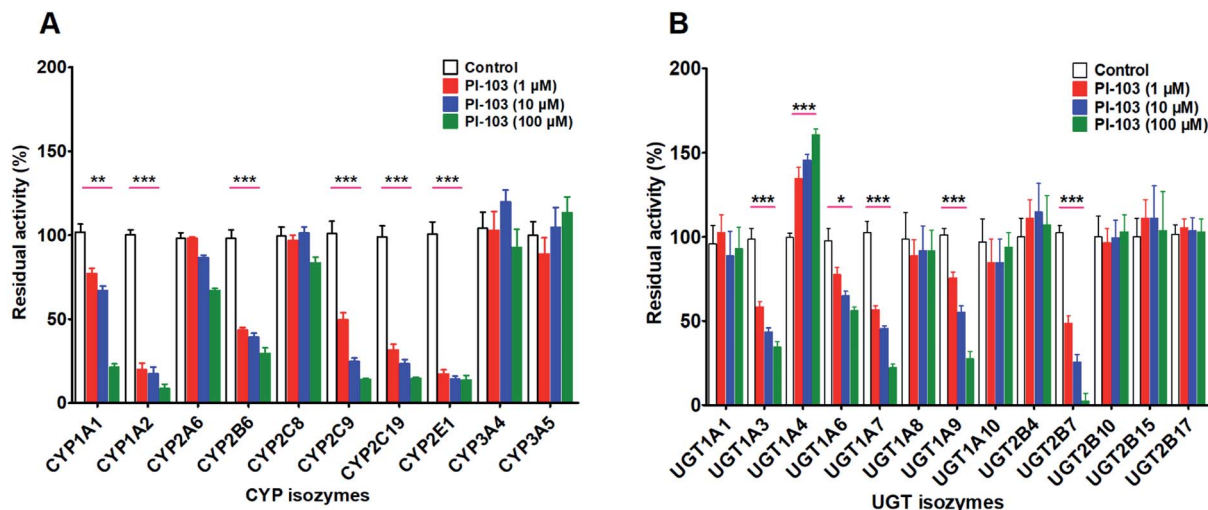 A
Residual activity (%)
200
150
100
50
0
Control
PI-103 (1 µM)
PI-103 (10 µM)
PI-103 (100 µM)
**
***
***
***
***
***
CYP1A1
CYP1A2
CYP2A6
CYP2B6
CYP2C8
CYP2C9
CYP2C19
CYP2E1
CYP3A4
CYP3A5
CYP isozymes
B
Residual activity (%)
200
150
100
50
0
Control
PI-103 (1 µM)
PI-103 (10 µM)
PI-103 (100 µM)
***
***
*
***
***
***
UGT1A1
UGT1A3
UGT1A4
UGT1A6
UGT1A7
UGT1A8
UGT1A9
UGT1A10
UGT2B4
UGT2B7
UGT2B10
UGT2B15
UGT2B17
UGT isozymes